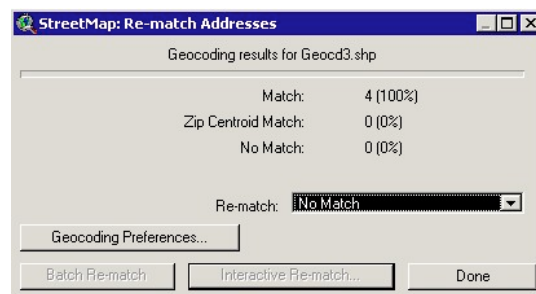 StreetMap: Re-match Addresses
Geocoding results for Geocd3.shp
Match: 4 (100%)
Zip Centroid Match: 0 (0%)
No Match: 0 (0%)
Re-match: No Match
Geocoding Preferences...
Batch Re-match Interactive Re-match... Done